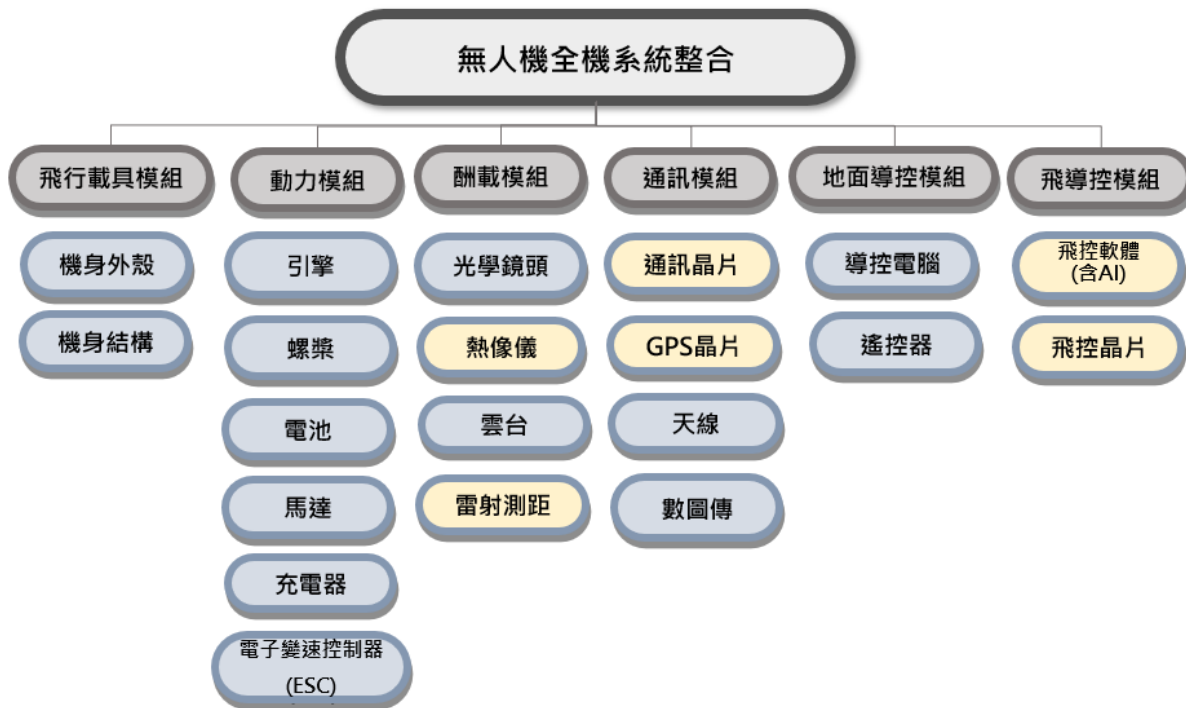 無人機全機系統整合
飛行載具模組
機身外殼
機身結構
動力模組
引擎
螺槳
電池
馬達
充電器
電子變速控制器
(ESC)
酬載模組
光學鏡頭
熱像儀
雲台
雷射測距
通訊模組
通訊晶片
GPS晶片
天線
數圖傳
地面導控模組
導控電腦
遙控器
飛導控模組
飛控軟體
(含AI)
飛控晶片